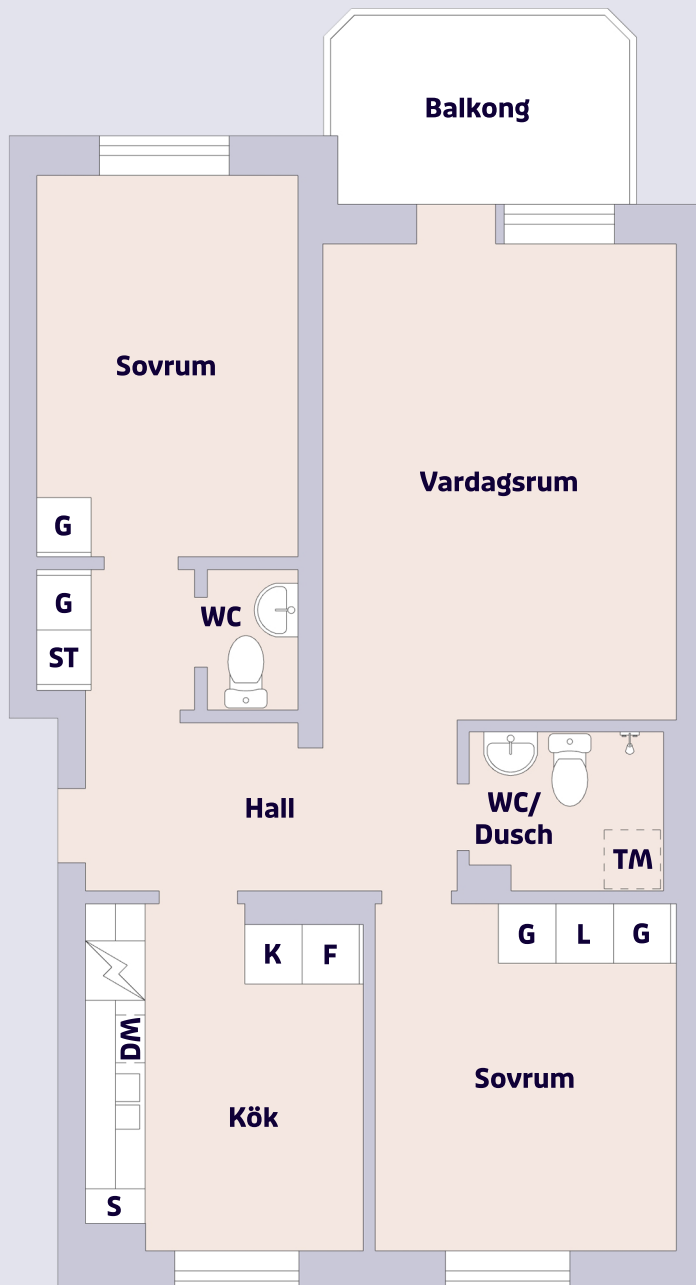 Balkong
Sovrum
Vardagsrum
G
G
WC
ST
Hall
WC/
Dusch
TM
K
F
G
L
G
DM
Sovrum
Kök
S